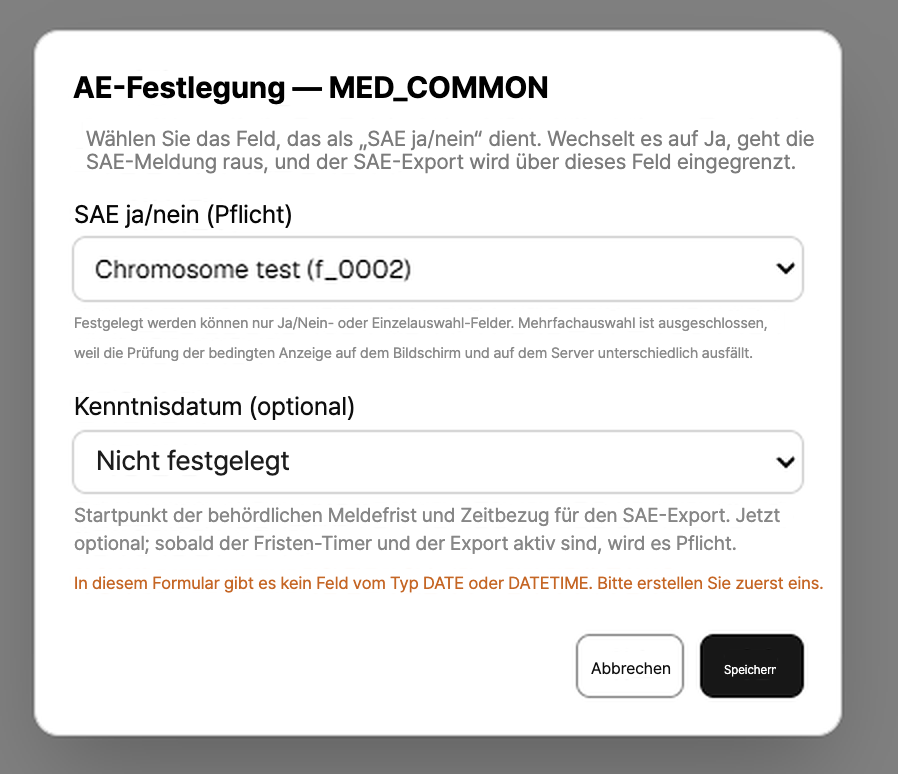 AE-Festlegung — MED_COMMON
Wählen Sie das Feld, das als „SAE ja/nein“ dient. Wechselt es auf Ja, geht die
SAE-Meldung raus, und der SAE-Export wird über dieses Feld eingegrenzt.
SAE ja/nein (Pflicht)
Chromosome test (f_0002)
Festgelegt werden können nur Ja/Nein- oder Einzelauswahl-Felder. Mehrfachauswahl ist ausgeschlossen,
weil die Prüfung der bedingten Anzeige auf dem Bildschirm und auf dem Server unterschiedlich ausfällt.
Kenntnisdatum (optional)
Nicht festgelegt
Startpunkt der behördlichen Meldefrist und Zeitbezug für den SAE-Export. Jetzt
optional; sobald der Fristen-Timer und der Export aktiv sind, wird es Pflicht.
In diesem Formular gibt es kein Feld vom Typ DATE oder DATETIME. Bitte erstellen Sie zuerst eins.
Abbrechen
Speicherr